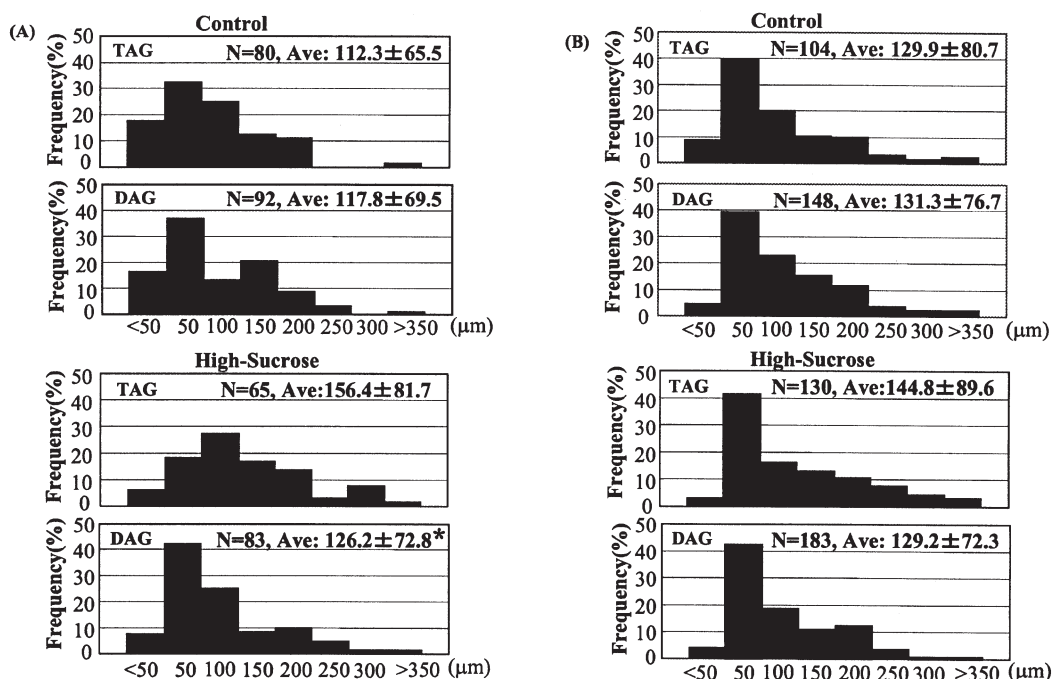 (A)
Control
Frequency(%)
50
40
30
20
10
0
TAG
N=80, Ave: 112.3±65.5
Frequency(%)
50
40
30
20
10
0
DAG
N=92, Ave: 117.8±69.5
<50 50 100 150 200 250 300 >350 (μm)
High-Sucrose
Frequency(%)
50
40
30
20
10
0
TAG
N=65, Ave:156.4±81.7
Frequency(%)
50
40
30
20
10
0
DAG
N=83, Ave: 126.2±72.8*
<50 50 100 150 200 250 300 >350 (μm)
(B)
Control
Frequency(%)
50
40
30
20
10
0
TAG
N=104, Ave: 129.9±80.7
Frequency(%)
50
40
30
20
10
0
DAG
N=148, Ave: 131.3±76.7
<50 50 100 150 200 250 300 >350 (μm)
High-Sucrose
Frequency(%)
50
40
30
20
10
0
TAG
N=130, Ave:144.8±89.6
Frequency(%)
50
40
30
20
10
0
DAG
N=183, Ave: 129.2±72.3
<50 50 100 150 200 250 300 >350 (μm)